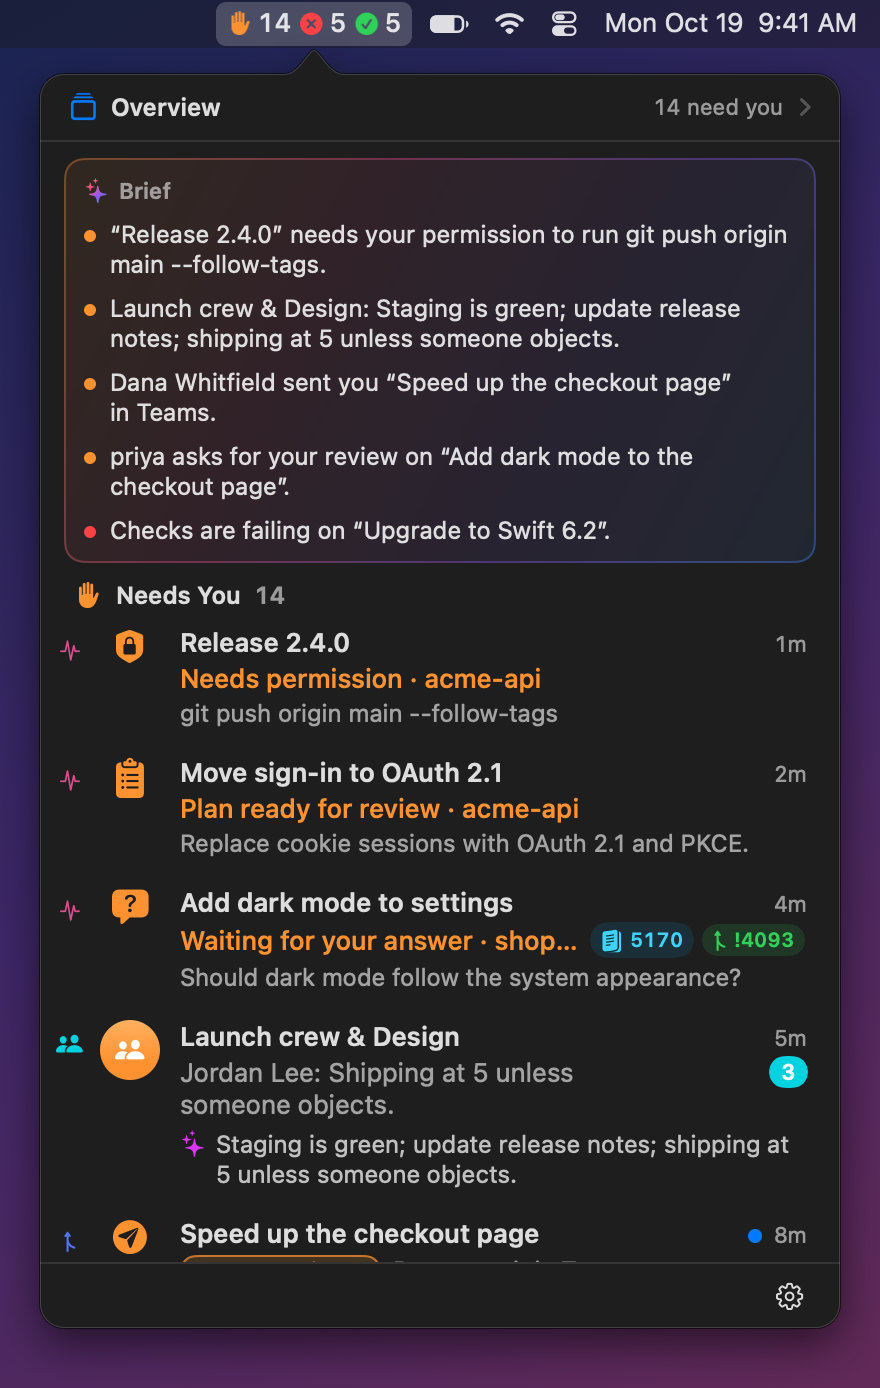 14 5 5 Mon Oct 19 9:41 AM
Overview 14 need you
Brief
“Release 2.4.0” needs your permission to run git push origin
main --follow-tags.
Launch crew & Design: Staging is green; update release
notes; shipping at 5 unless someone objects.
Dana Whitfield sent you “Speed up the checkout page”
in Teams.
priya asks for your review on “Add dark mode to the
checkout page”.
Checks are failing on “Upgrade to Swift 6.2”.
Needs You 14
Release 2.4.0 1m
Needs permission · acme-api
git push origin main --follow-tags
Move sign-in to OAuth 2.1 2m
Plan ready for review · acme-api
Replace cookie sessions with OAuth 2.1 and PKCE.
Add dark mode to settings 4m
Waiting for your answer · shop... 5170 !4093
Should dark mode follow the system appearance?
Launch crew & Design 5m
Jordan Lee: Shipping at 5 unless 3
someone objects.
Staging is green; update release notes; shipping at
5 unless someone objects.
Speed up the checkout page 8m